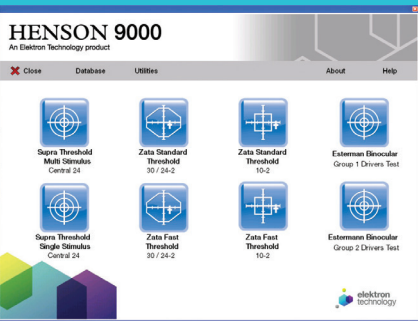 HENSON 9000
An Elektron Technology product
Close Database Utilities About Help
Supra Threshold
Multi Stimulus
Central 24
Zata Standard
Threshold
30 / 24-2
Zata Standard
Threshold
10-2
Esterman Binocular
Group 1 Drivers Test
Supra Threshold
Single Stimulus
Central 24
Zata Fast
Threshold
30 / 24-2
Zata Fast
Threshold
10-2
Estermann Binocular
Group 2 Drivers Test
elektron
technology